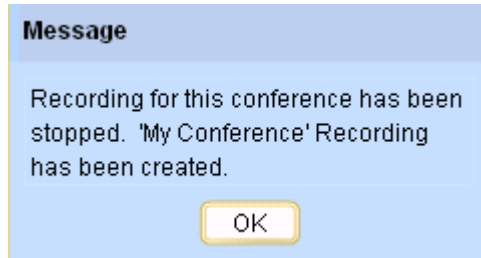 Message
Recording for this conference has been
stopped.  'My Conference' Recording
has been created.
OK